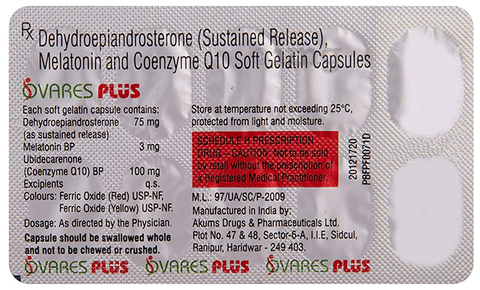 Rx Dehydroepiandrosterone (Sustained Release),
Melatonin and Coenzyme Q10 Soft Gelatin Capsules
OVARES PLUS
Each soft gelatin capsule contains:
Dehydroepiandrosterone 75 mg
(as sustained release)
Melatonin BP 3 mg
Ubidecarenone
(Coenzyme Q10) BP 100 mg
Excipients q.s.
Colours: Ferric Oxide (Red) USP-NF,
Ferric Oxide (Yellow) USP-NF.
Dosage: As directed by the Physician.
Capsule should be swallowed whole
and not to be chewed or crushed.
Store at temperature not exceeding 25°C,
protected from light and moisture.
SCHEDULE H PRESCRIPTION
DRUG – CAUTION: Not to be sold
by retail without the prescription of
a Registered Medical Practitioner.
M.L.: 97/UA/SC/P-2009
Manufactured in India by:
Akums Drugs & Pharmaceuticals Ltd.
Plot No. 47 & 48, Sector-6-A, I.I.E, Sidcul,
Ranipur, Haridwar - 249 403.
20121720
PBFFF0071D
OVARES PLUS OVARES PLUS OVARES PLUS